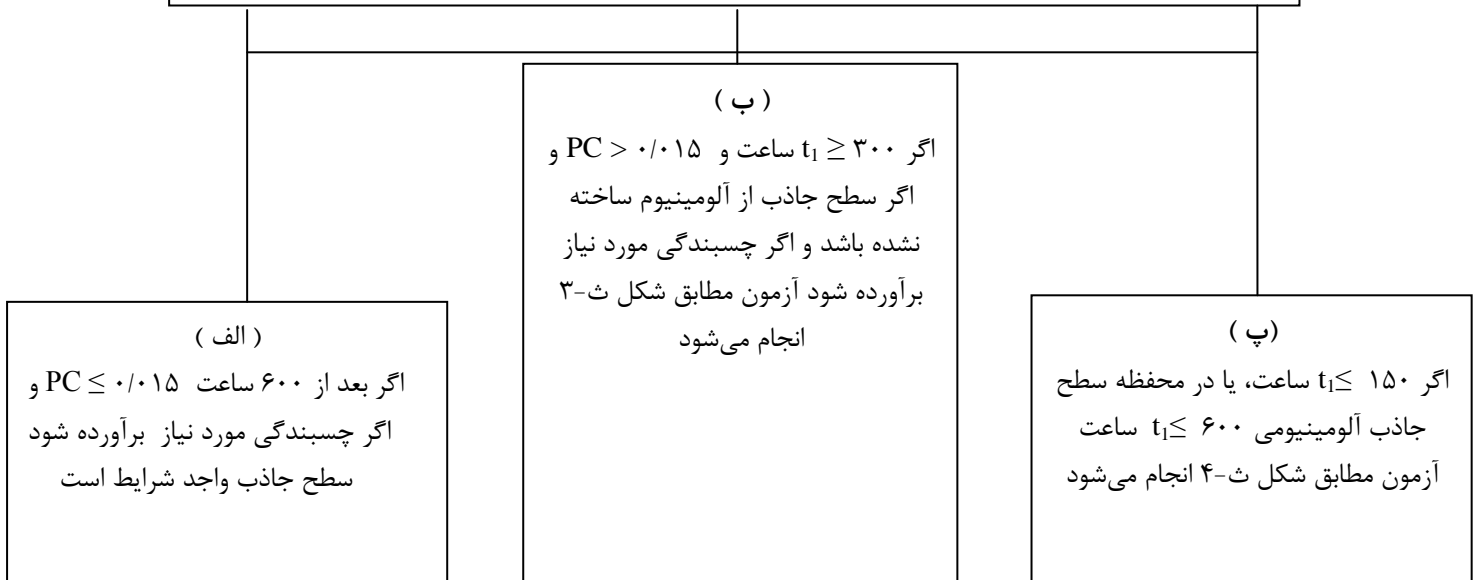 ( ب )
اگر t₁ ≥ ۳۰۰ ساعت و PC > ۰/۰۱۵ و
اگر سطح جاذب از آلومینیوم ساخته
نشده باشد و اگر چسبندگی مورد نیاز
برآورده شود آزمون مطابق شکل ث-۳
انجام می‌شود
(پ )
اگر t₁≤ ۱۵۰ ساعت، یا در محفظه سطح
جاذب آلومینیومی t₁≤ ۶۰۰ ساعت
آزمون مطابق شکل ث-۴ انجام می‌شود
( الف )
اگر بعد از ۶۰۰ ساعت PC ≤ ۰/۰۱۵ و
اگر چسبندگی مورد نیاز برآورده شود
سطح جاذب واجد شرایط است